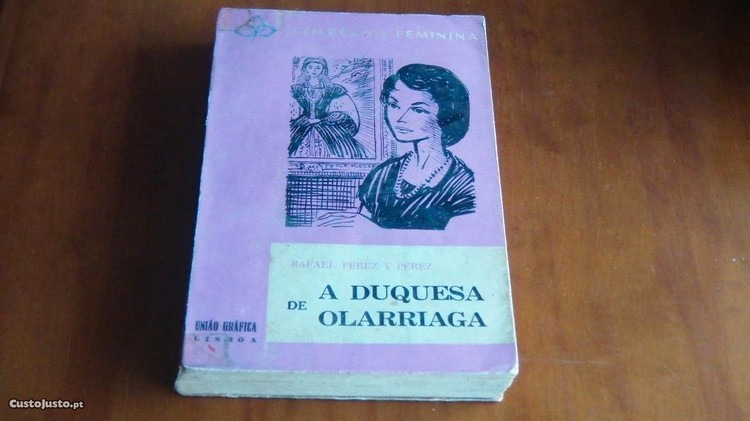 COLECÇÃO FEMININA
RAFAEL PÉREZ Y PÉREZ
A DUQUESA
DE OLARRIAGA
UNIÃO GRÁFICA
LISBOA
CustoJusto.pt